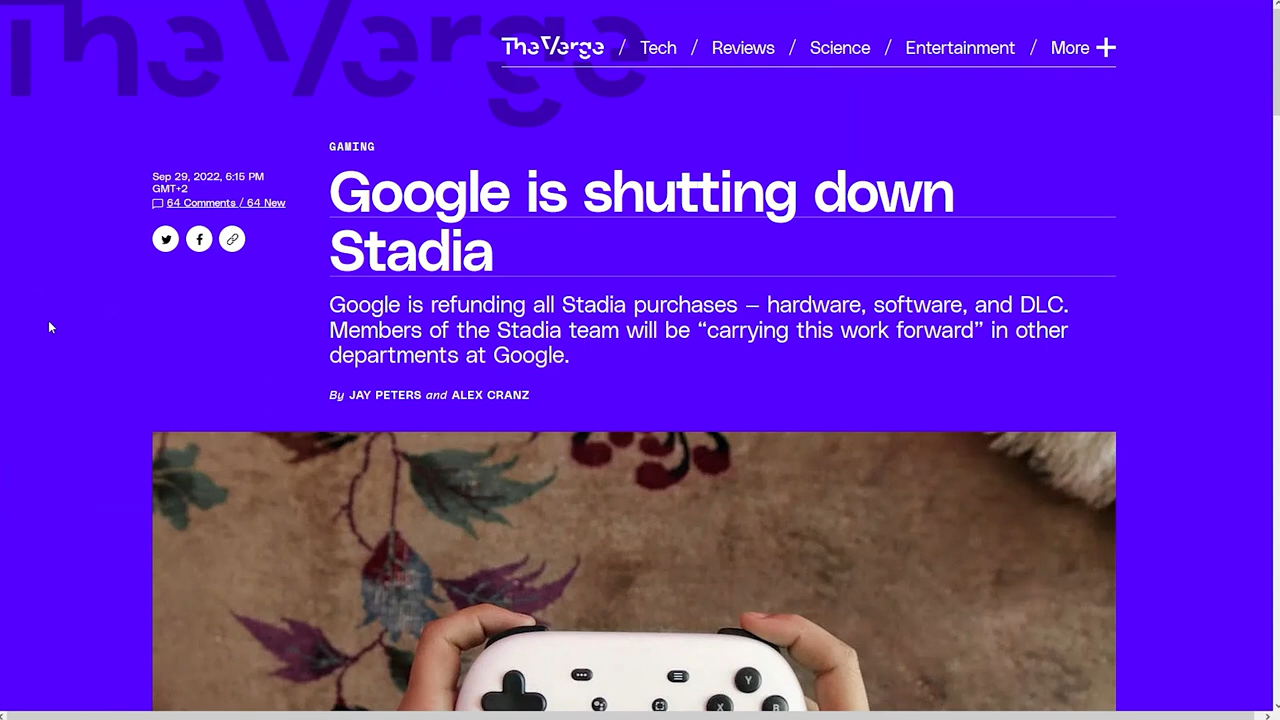 The Verge
The Verge / Tech / Reviews / Science / Entertainment / More +
GAMING
Sep 29, 2022, 6:15 PM
GMT+2
64 Comments / 64 New
Google is shutting down
Stadia
Google is refunding all Stadia purchases — hardware, software, and DLC.
Members of the Stadia team will be “carrying this work forward” in other
departments at Google.
By JAY PETERS and ALEX CRANZ
Y
X B